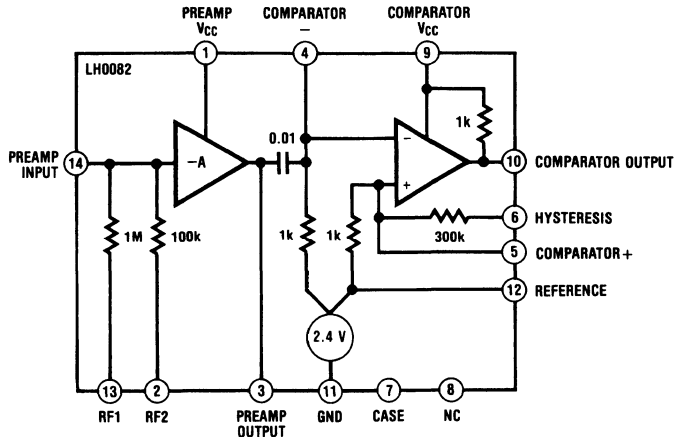 PREAMP
VCC
COMPARATOR
−
COMPARATOR
VCC
1
4
9
LH0082
1k
0.01
−A
−
+
PREAMP
INPUT
14
10
COMPARATOR OUTPUT
6
HYSTERESIS
1M
100k
1k
1k
300k
5
COMPARATOR+
12
REFERENCE
2.4 V
13
2
3
11
7
8
RF1
RF2
PREAMP
OUTPUT
GND
CASE
NC